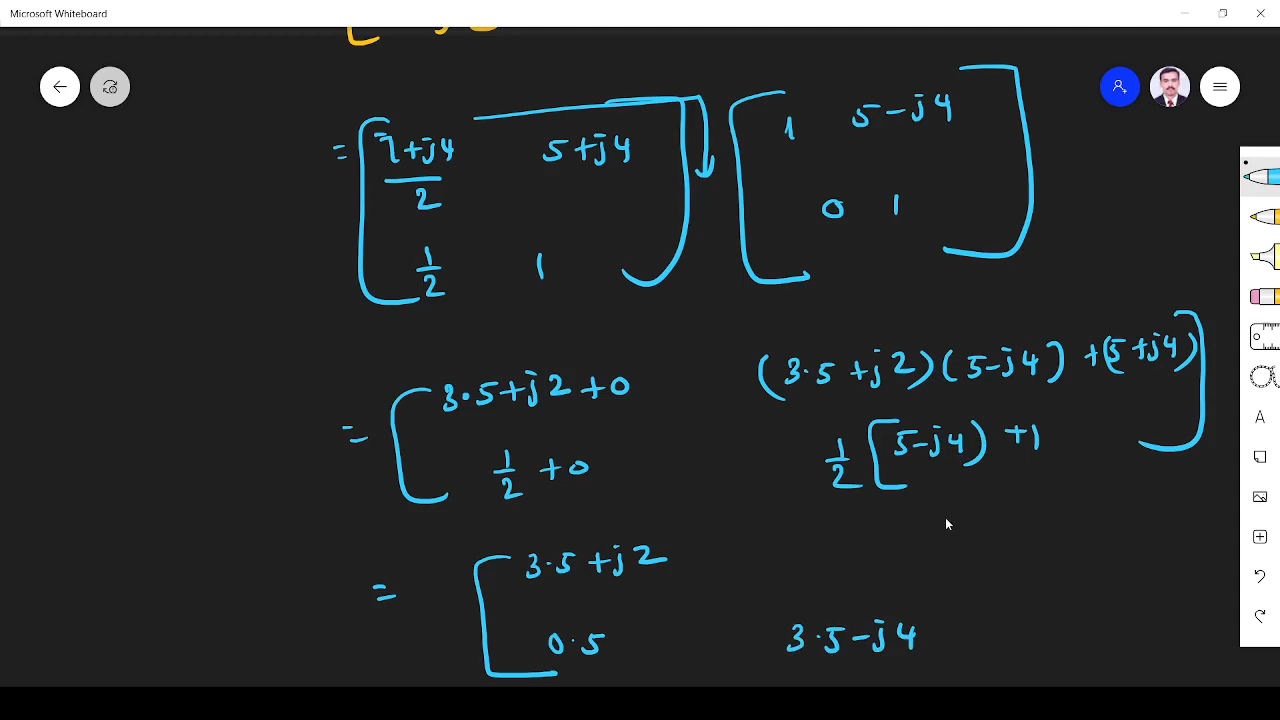 Microsoft Whiteboard
= [ 7+j4/2 5+j4 ] [ 1 5-j4 ]
[ 1/2 1 ] [ 0 1 ]
= [ 3.5+j2+0 (3.5+j2)(5-j4)+(5+j4) ]
[ 1/2 +0 1/2 [5-j4) +1 ]
= [ 3.5+j2
0.5 3.5-j4
A